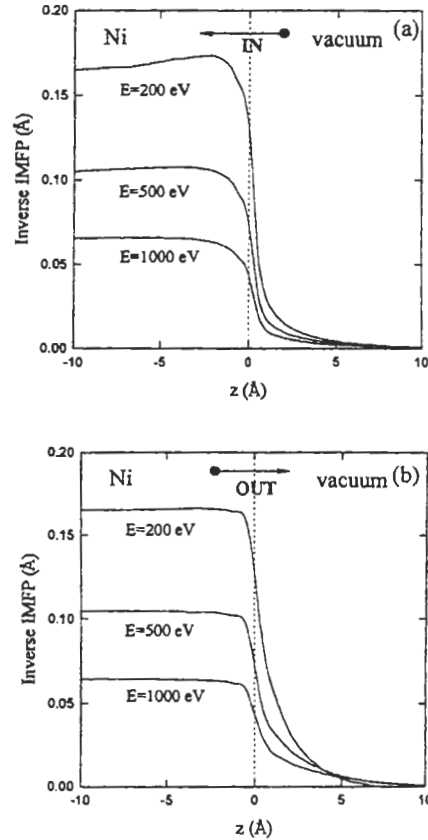 Ni IN vacuum (a)
0.20
0.15
0.10
0.05
0.00
Inverse IMFP (Å)
E=200 eV
E=500 eV
E=1000 eV
-10 -5 0 5 10
z (Å)
Ni OUT vacuum (b)
0.20
0.15
0.10
0.05
0.00
Inverse IMFP (Å)
E=200 eV
E=500 eV
E=1000 eV
-10 -5 0 5 10
z (Å)